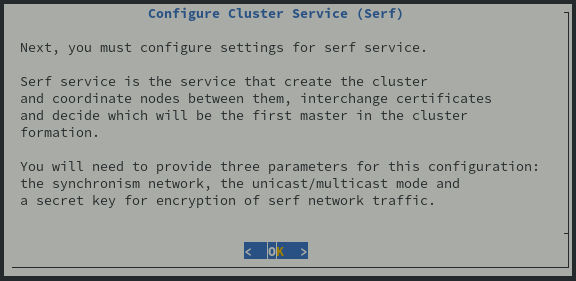 Configure Cluster Service (Serf)
Next, you must configure settings for serf service.
Serf service is the service that create the cluster
and coordinate nodes between them, interchange certificates
and decide which will be the first master in the cluster
formation.
You will need to provide three parameters for this configuration:
the synchronism network, the unicast/multicast mode and
a secret key for encryption of serf network traffic.
<  OK  >